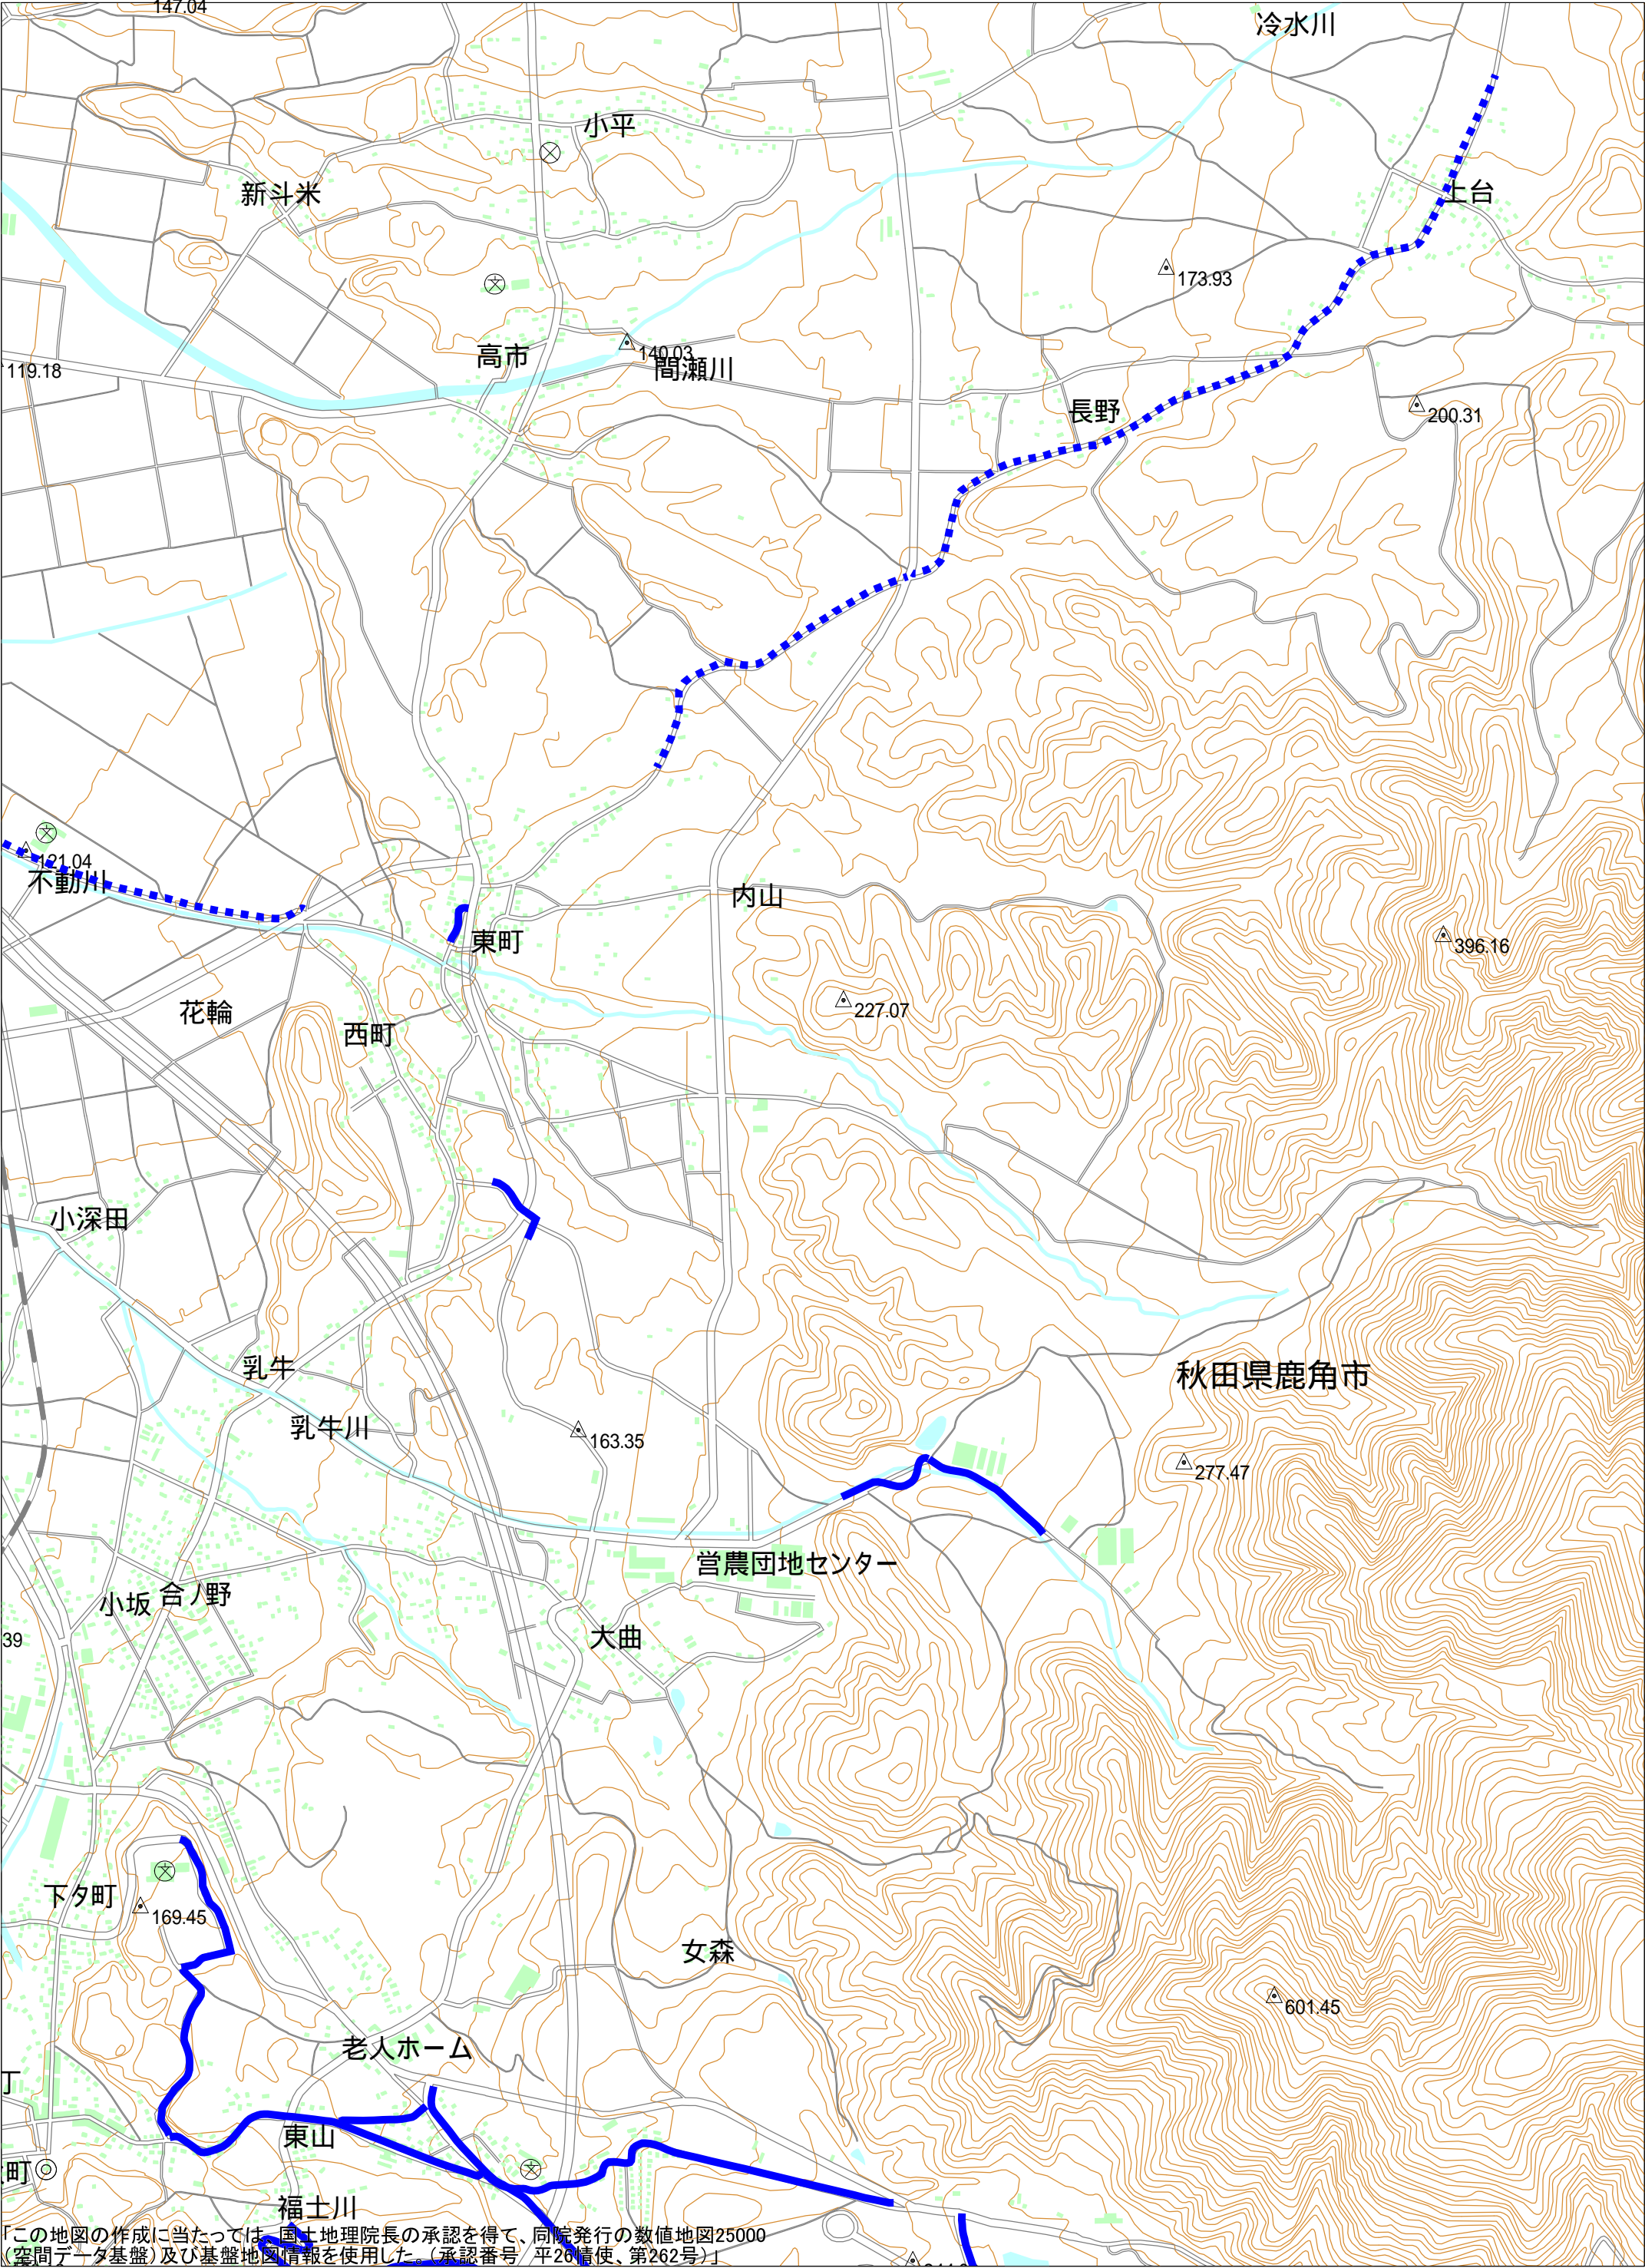 147.04
冷水川
小平
新斗米
上台
173.93
高市
140.03
間瀬川
119.18
長野
200.31
121.04
不動川
内山
東町
396.16
花輪
227.07
西町
小深田
乳牛
秋田県鹿角市
乳牛川
163.35
277.47
営農団地センター
小坂
合ノ野
39
大曲
下夕町
169.45
女森
601.45
老人ホーム
丁
東山
町
福士川
「この地図の作成に当たっては、国土地理院長の承認を得て、同院発行の数値地図25000
（空間データ基盤）及び基盤地図情報を使用した。（承認番号　平26情使、第262号）」